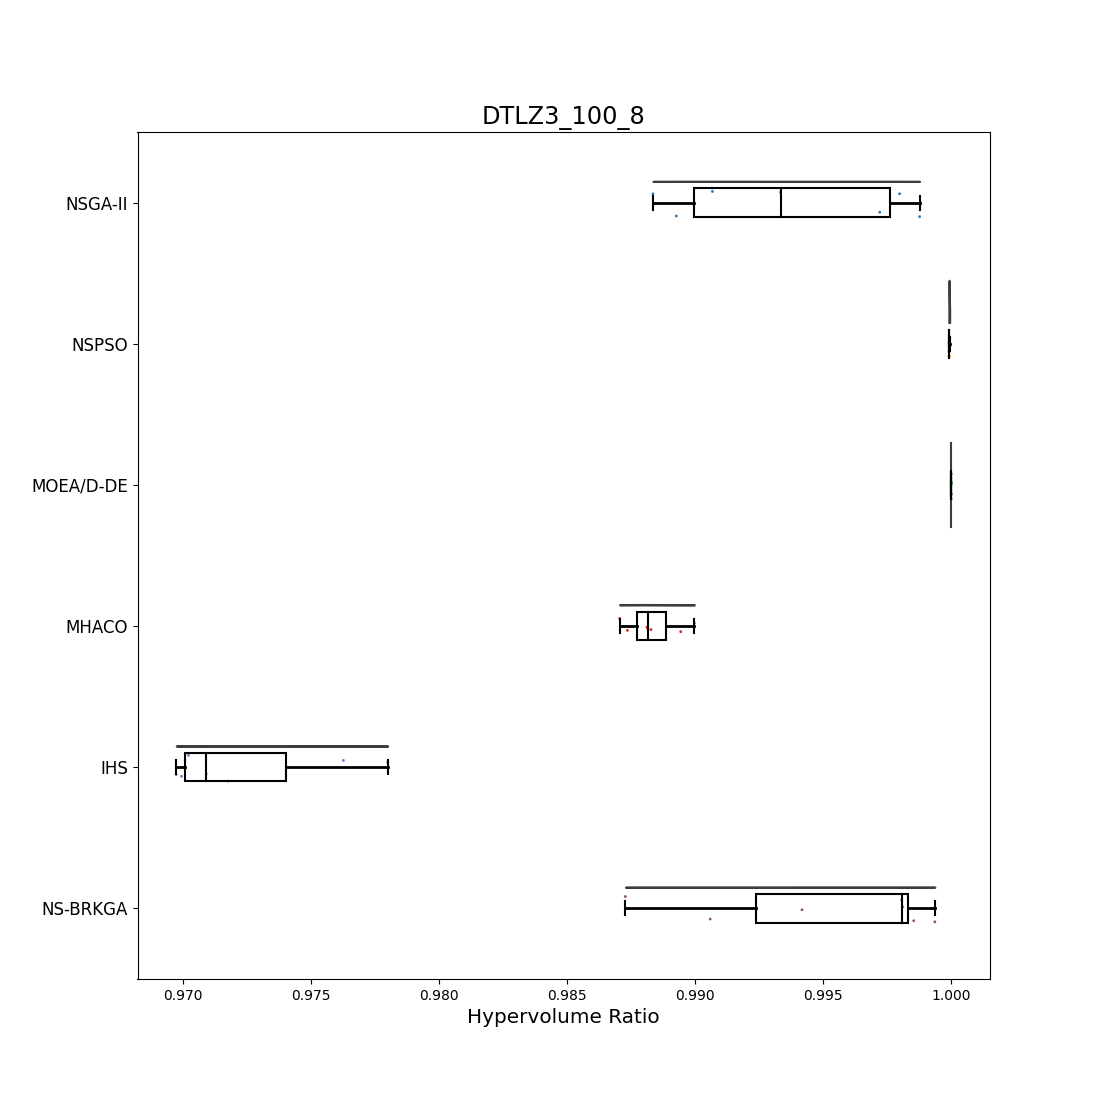 DTLZ3_100_8
NSGA-II
NSPSO
MOEA/D-DE
MHACO
IHS
NS-BRKGA
0.970 0.975 0.980 0.985 0.990 0.995 1.000
Hypervolume Ratio